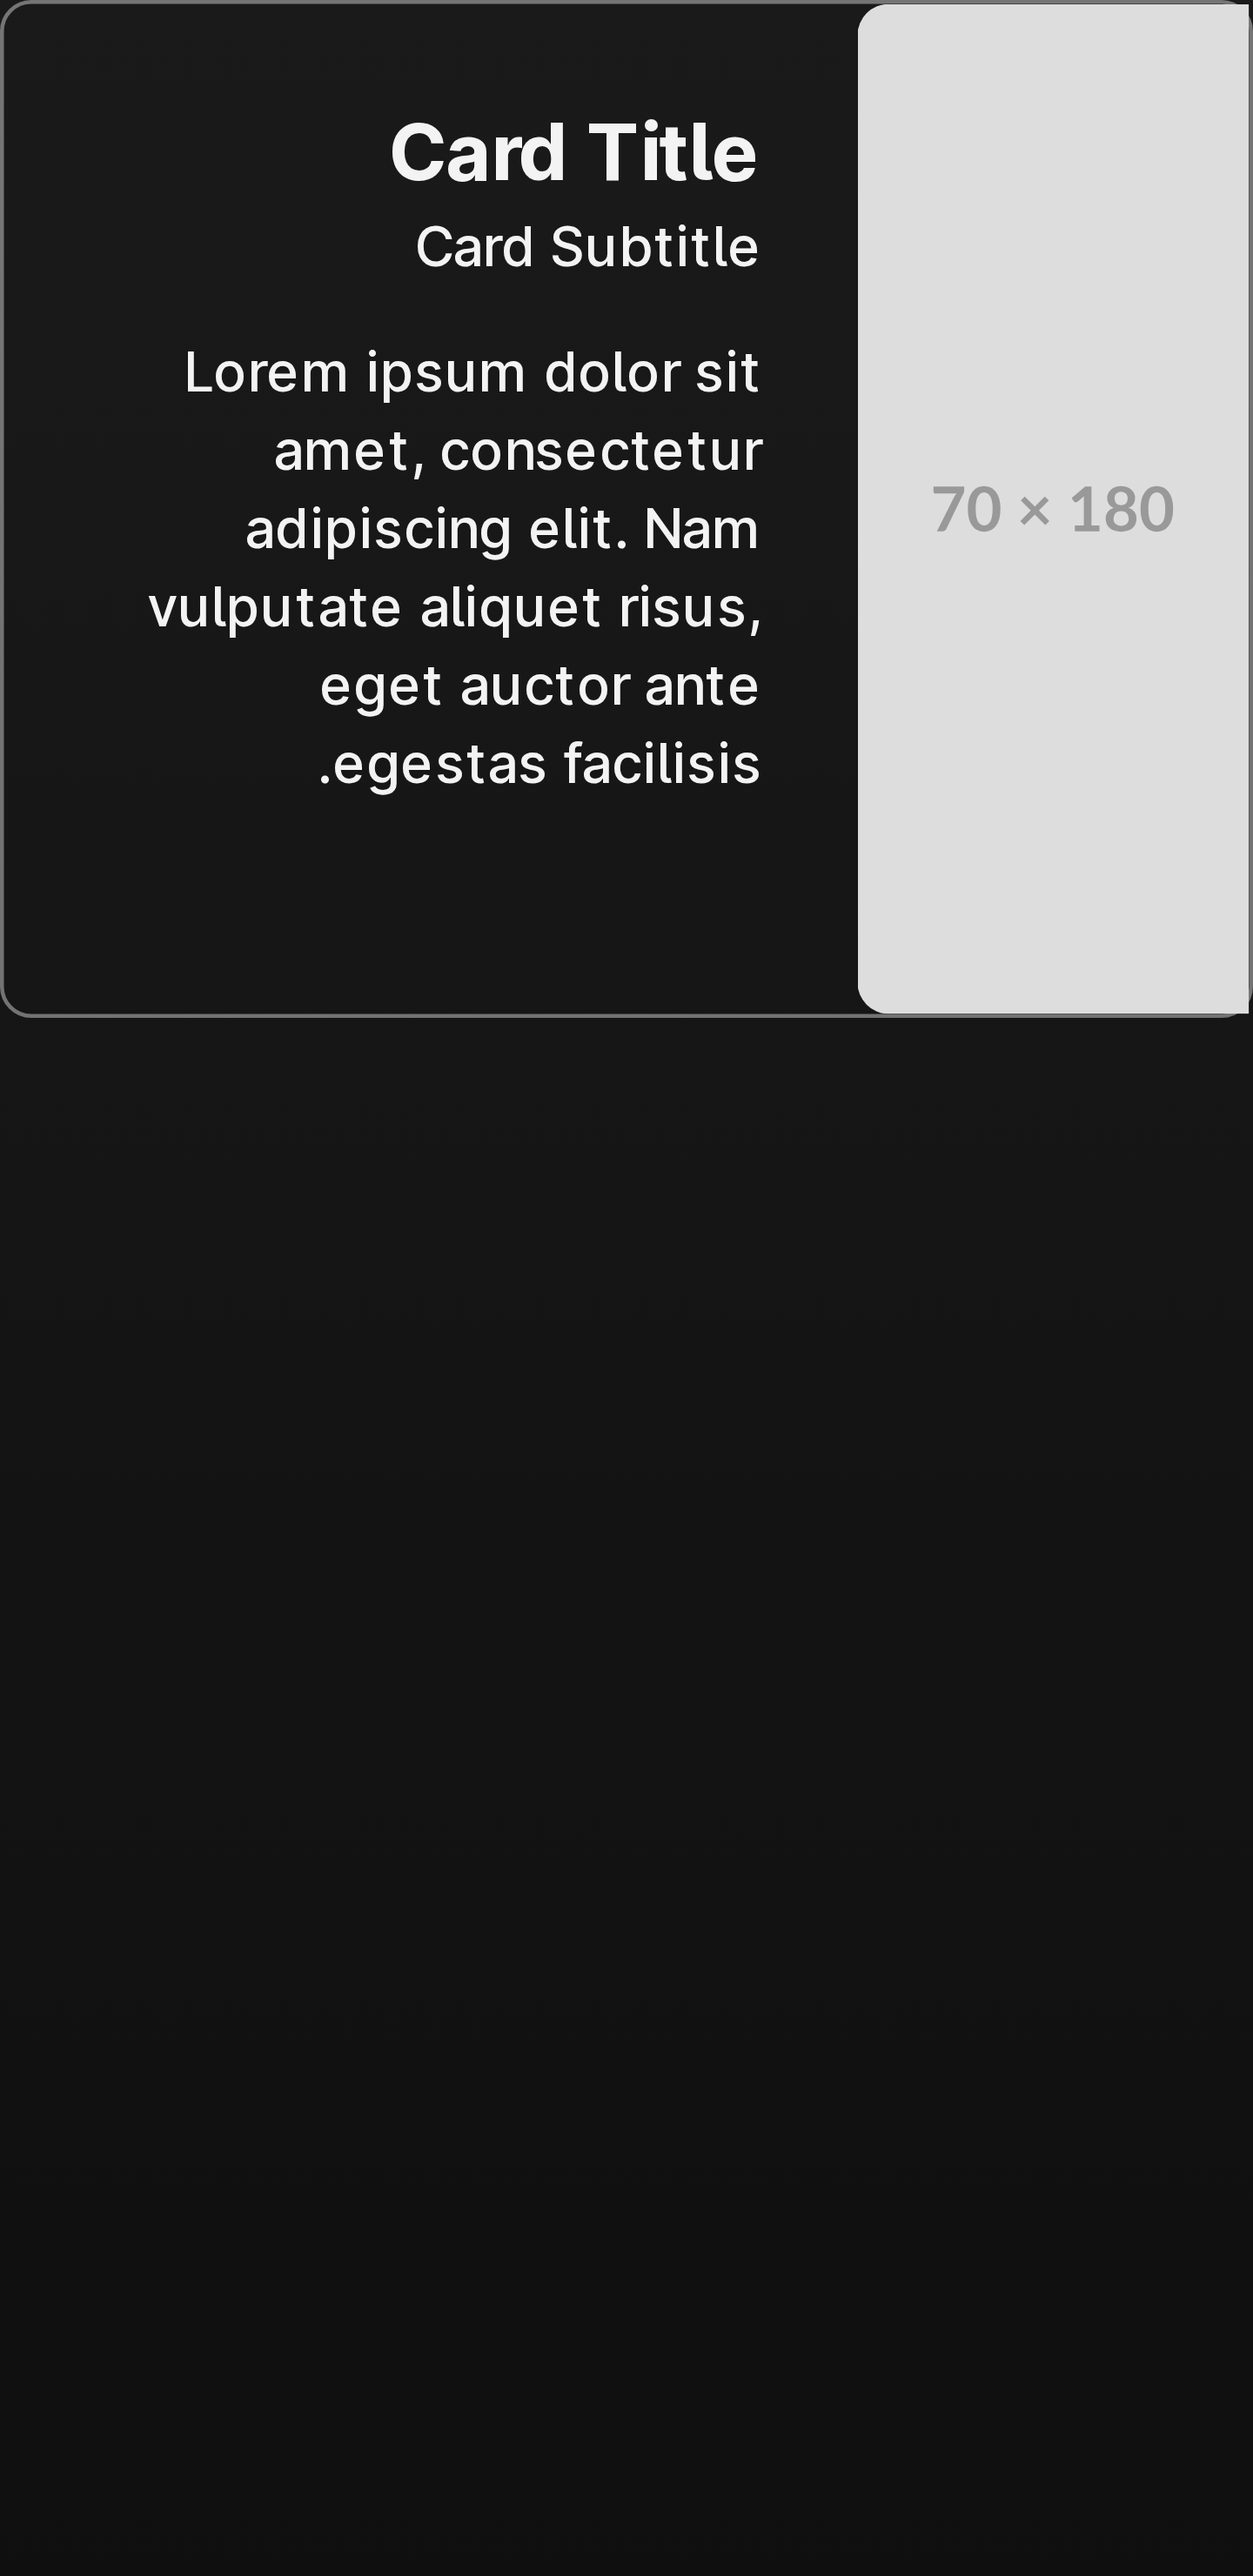 Card Title
Card Subtitle
Lorem ipsum dolor sit
amet, consectetur
adipiscing elit. Nam
vulputate aliquet risus,
eget auctor ante
.egestas facilisis
70 × 180